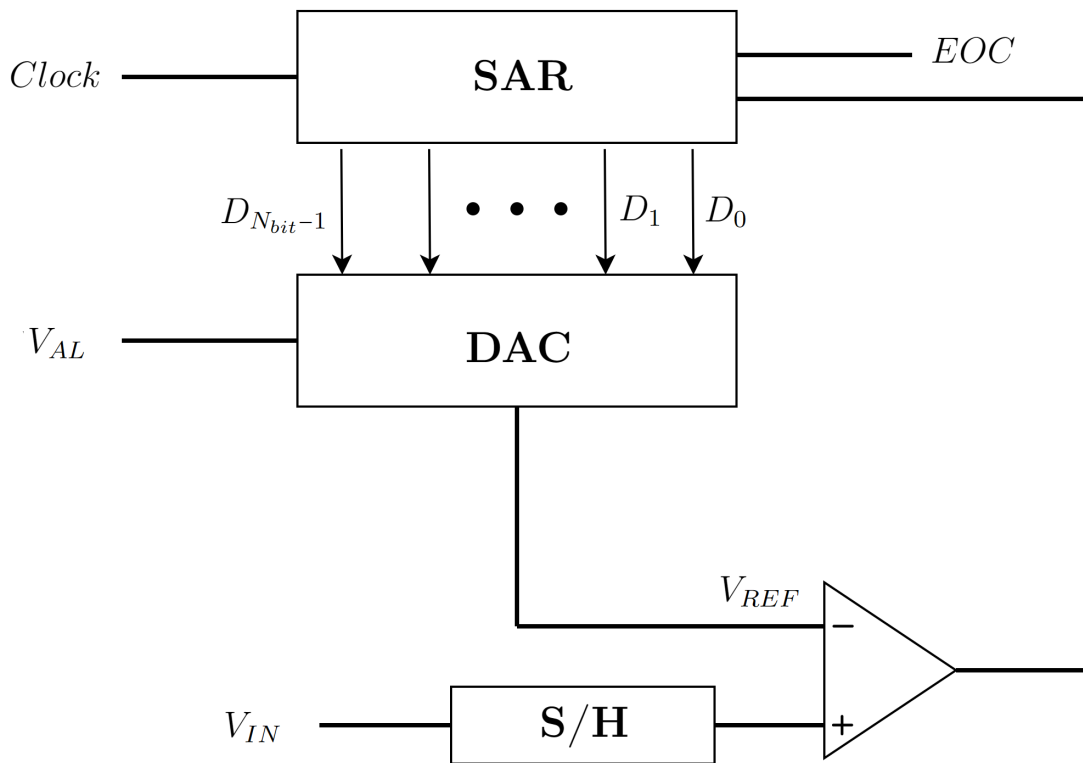 Clock
SAR
EOC
D_{N_{bit}-1}
• • •
D_1
D_0
V_{AL}
DAC
V_{REF}
−
V_{IN}
S/H
+